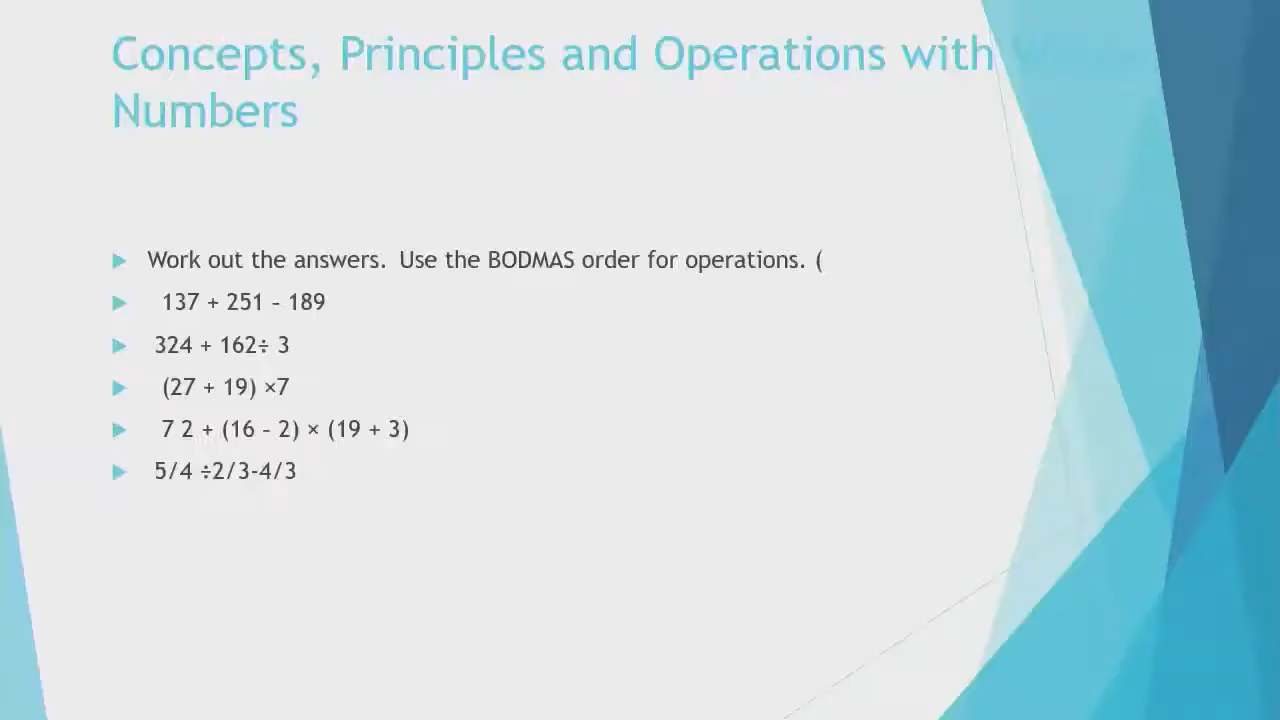 Concepts, Principles and Operations with
Numbers
Work out the answers. Use the BODMAS order for operations. (
137 + 251 – 189
324 + 162÷ 3
(27 + 19) ×7
7 2 + (16 – 2) × (19 + 3)
5/4 ÷2/3-4/3